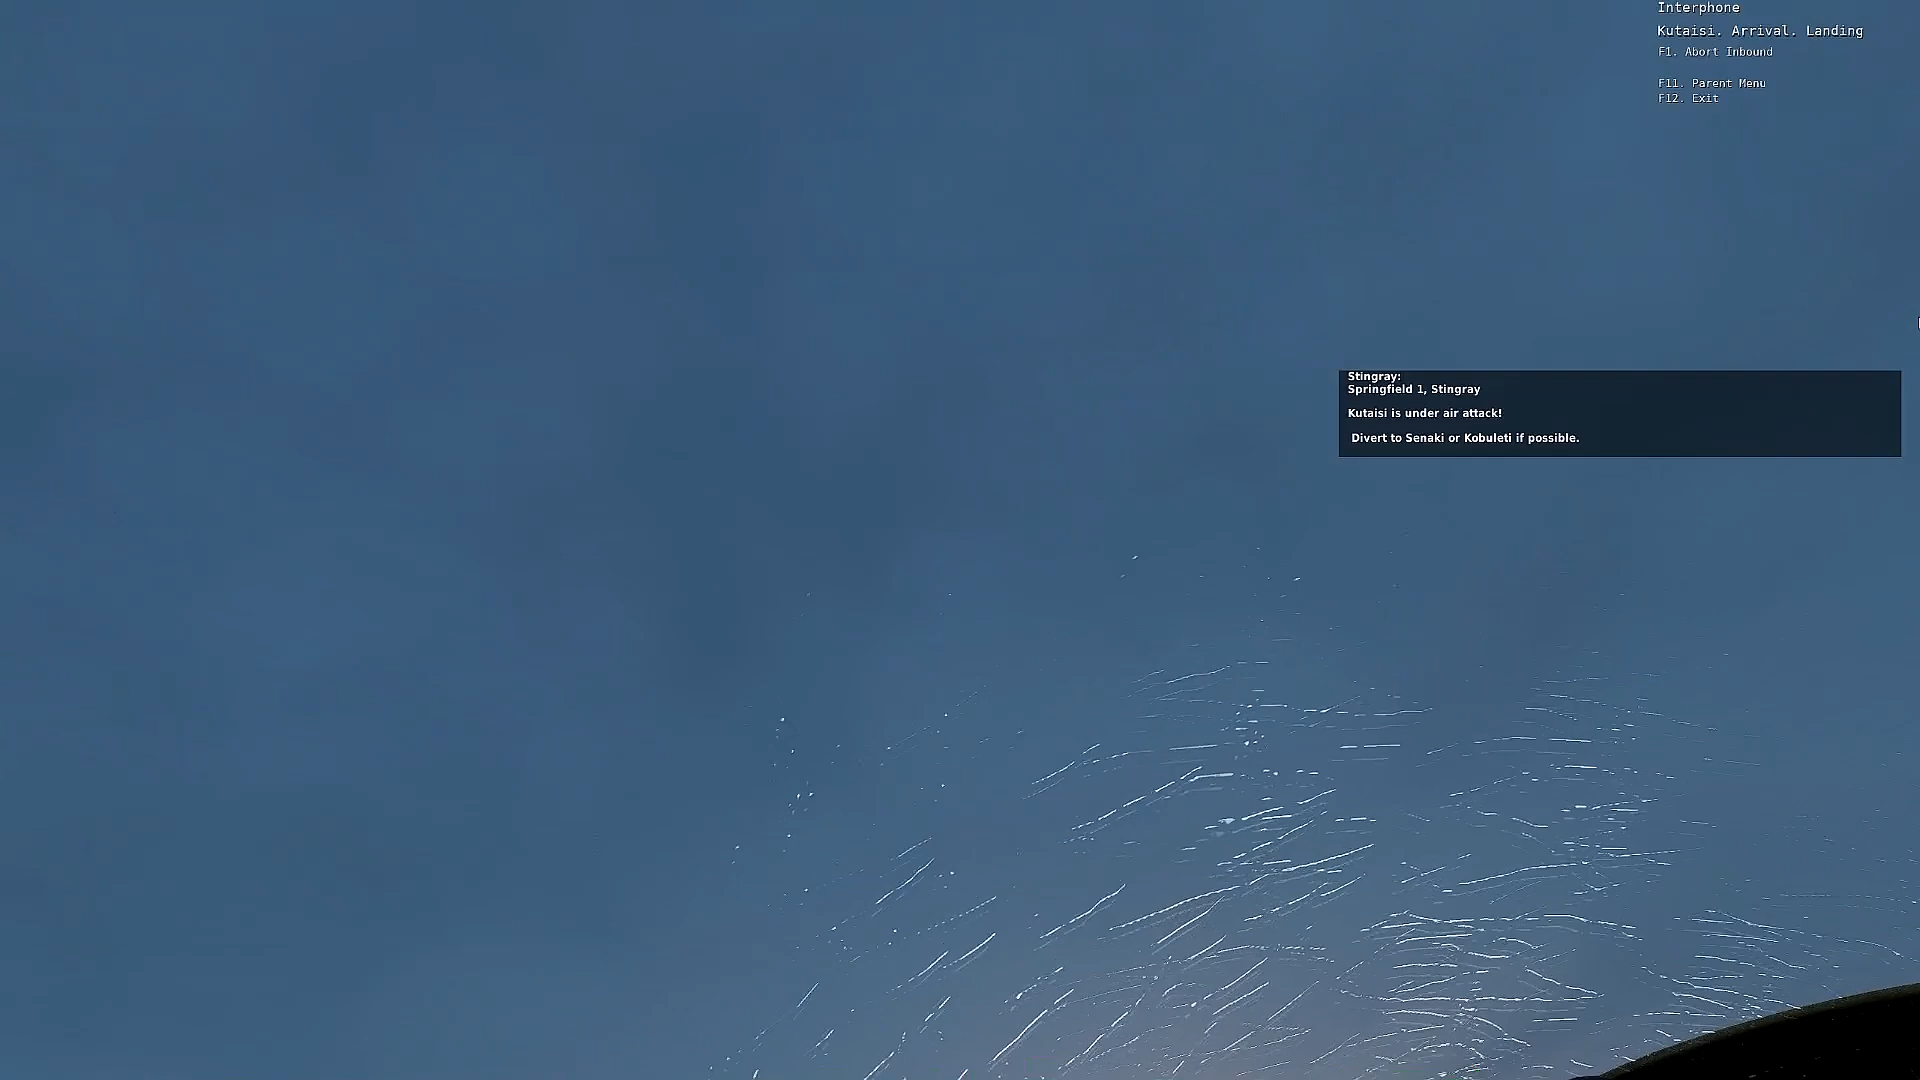 Interphone
Kutaisi. Arrival. Landing
F1. Abort Inbound
F11. Parent Menu
F12. Exit
Stingray:
Springfield 1, Stingray
Kutaisi is under air attack!
Divert to Senaki or Kobuleti if possible.